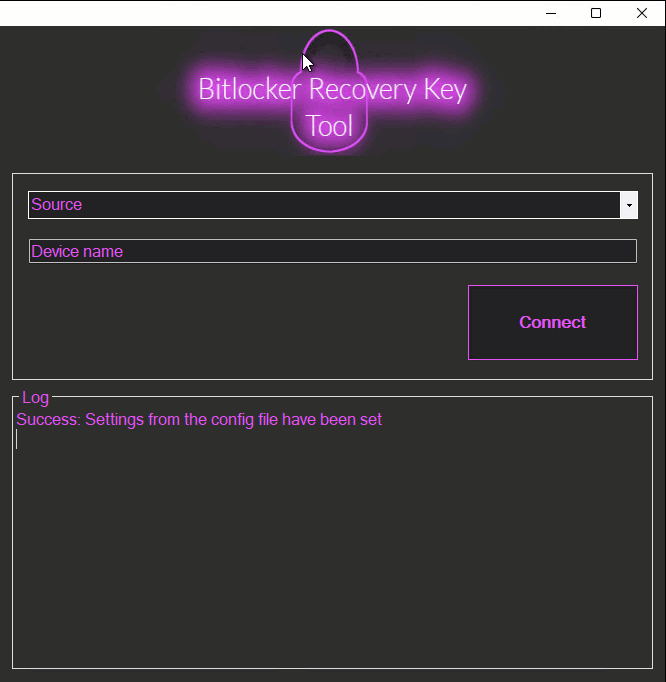 Bitlocker Recovery Key
Tool
Source
Device name
Connect
Log
Success: Settings from the config file have been set